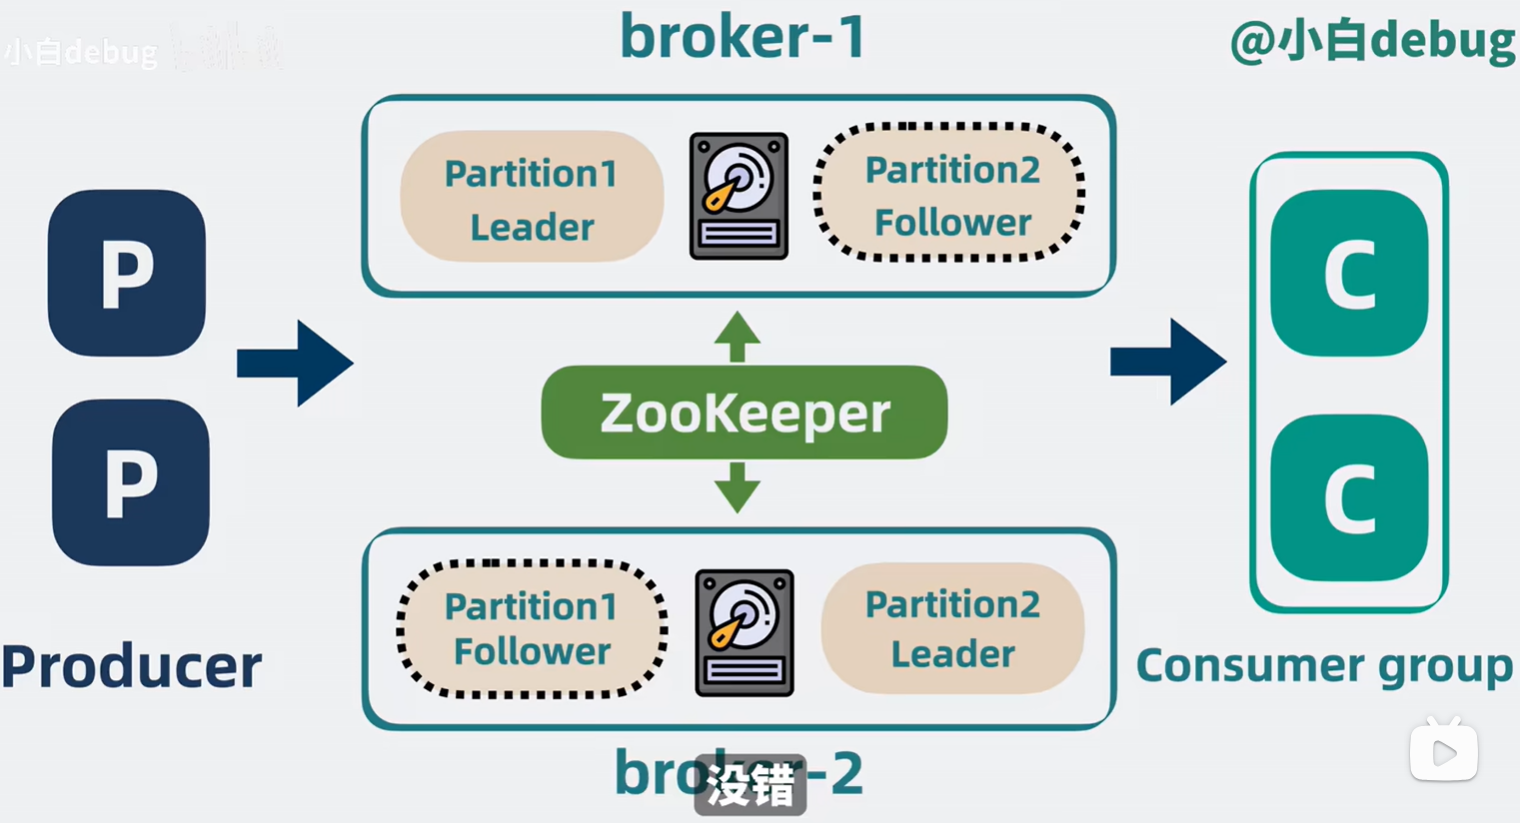 小白debug
broker-1
@小白debug
Partition1
Leader
Partition2
Follower
P
C
ZooKeeper
P
C
Partition1
Follower
Partition2
Leader
Producer
Consumer group
broker-2
没错